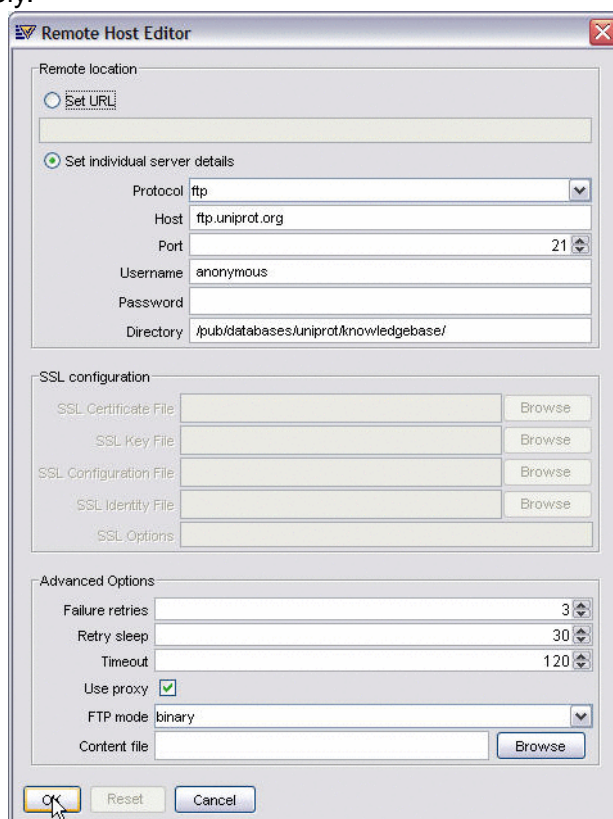 Remote Host Editor
Remote location
Set URL
Set individual server details
Protocol ftp
Host ftp.uniprot.org
Port 21
Username anonymous
Password
Directory /pub/databases/uniprot/knowledgebase/
SSL configuration
SSL Certificate File Browse
SSL Key File Browse
SSL Configuration File Browse
SSL Identity File Browse
SSL Options
Advanced Options
Failure retries 3
Retry sleep 30
Timeout 120
Use proxy
FTP mode binary
Content file Browse
OK Reset Cancel